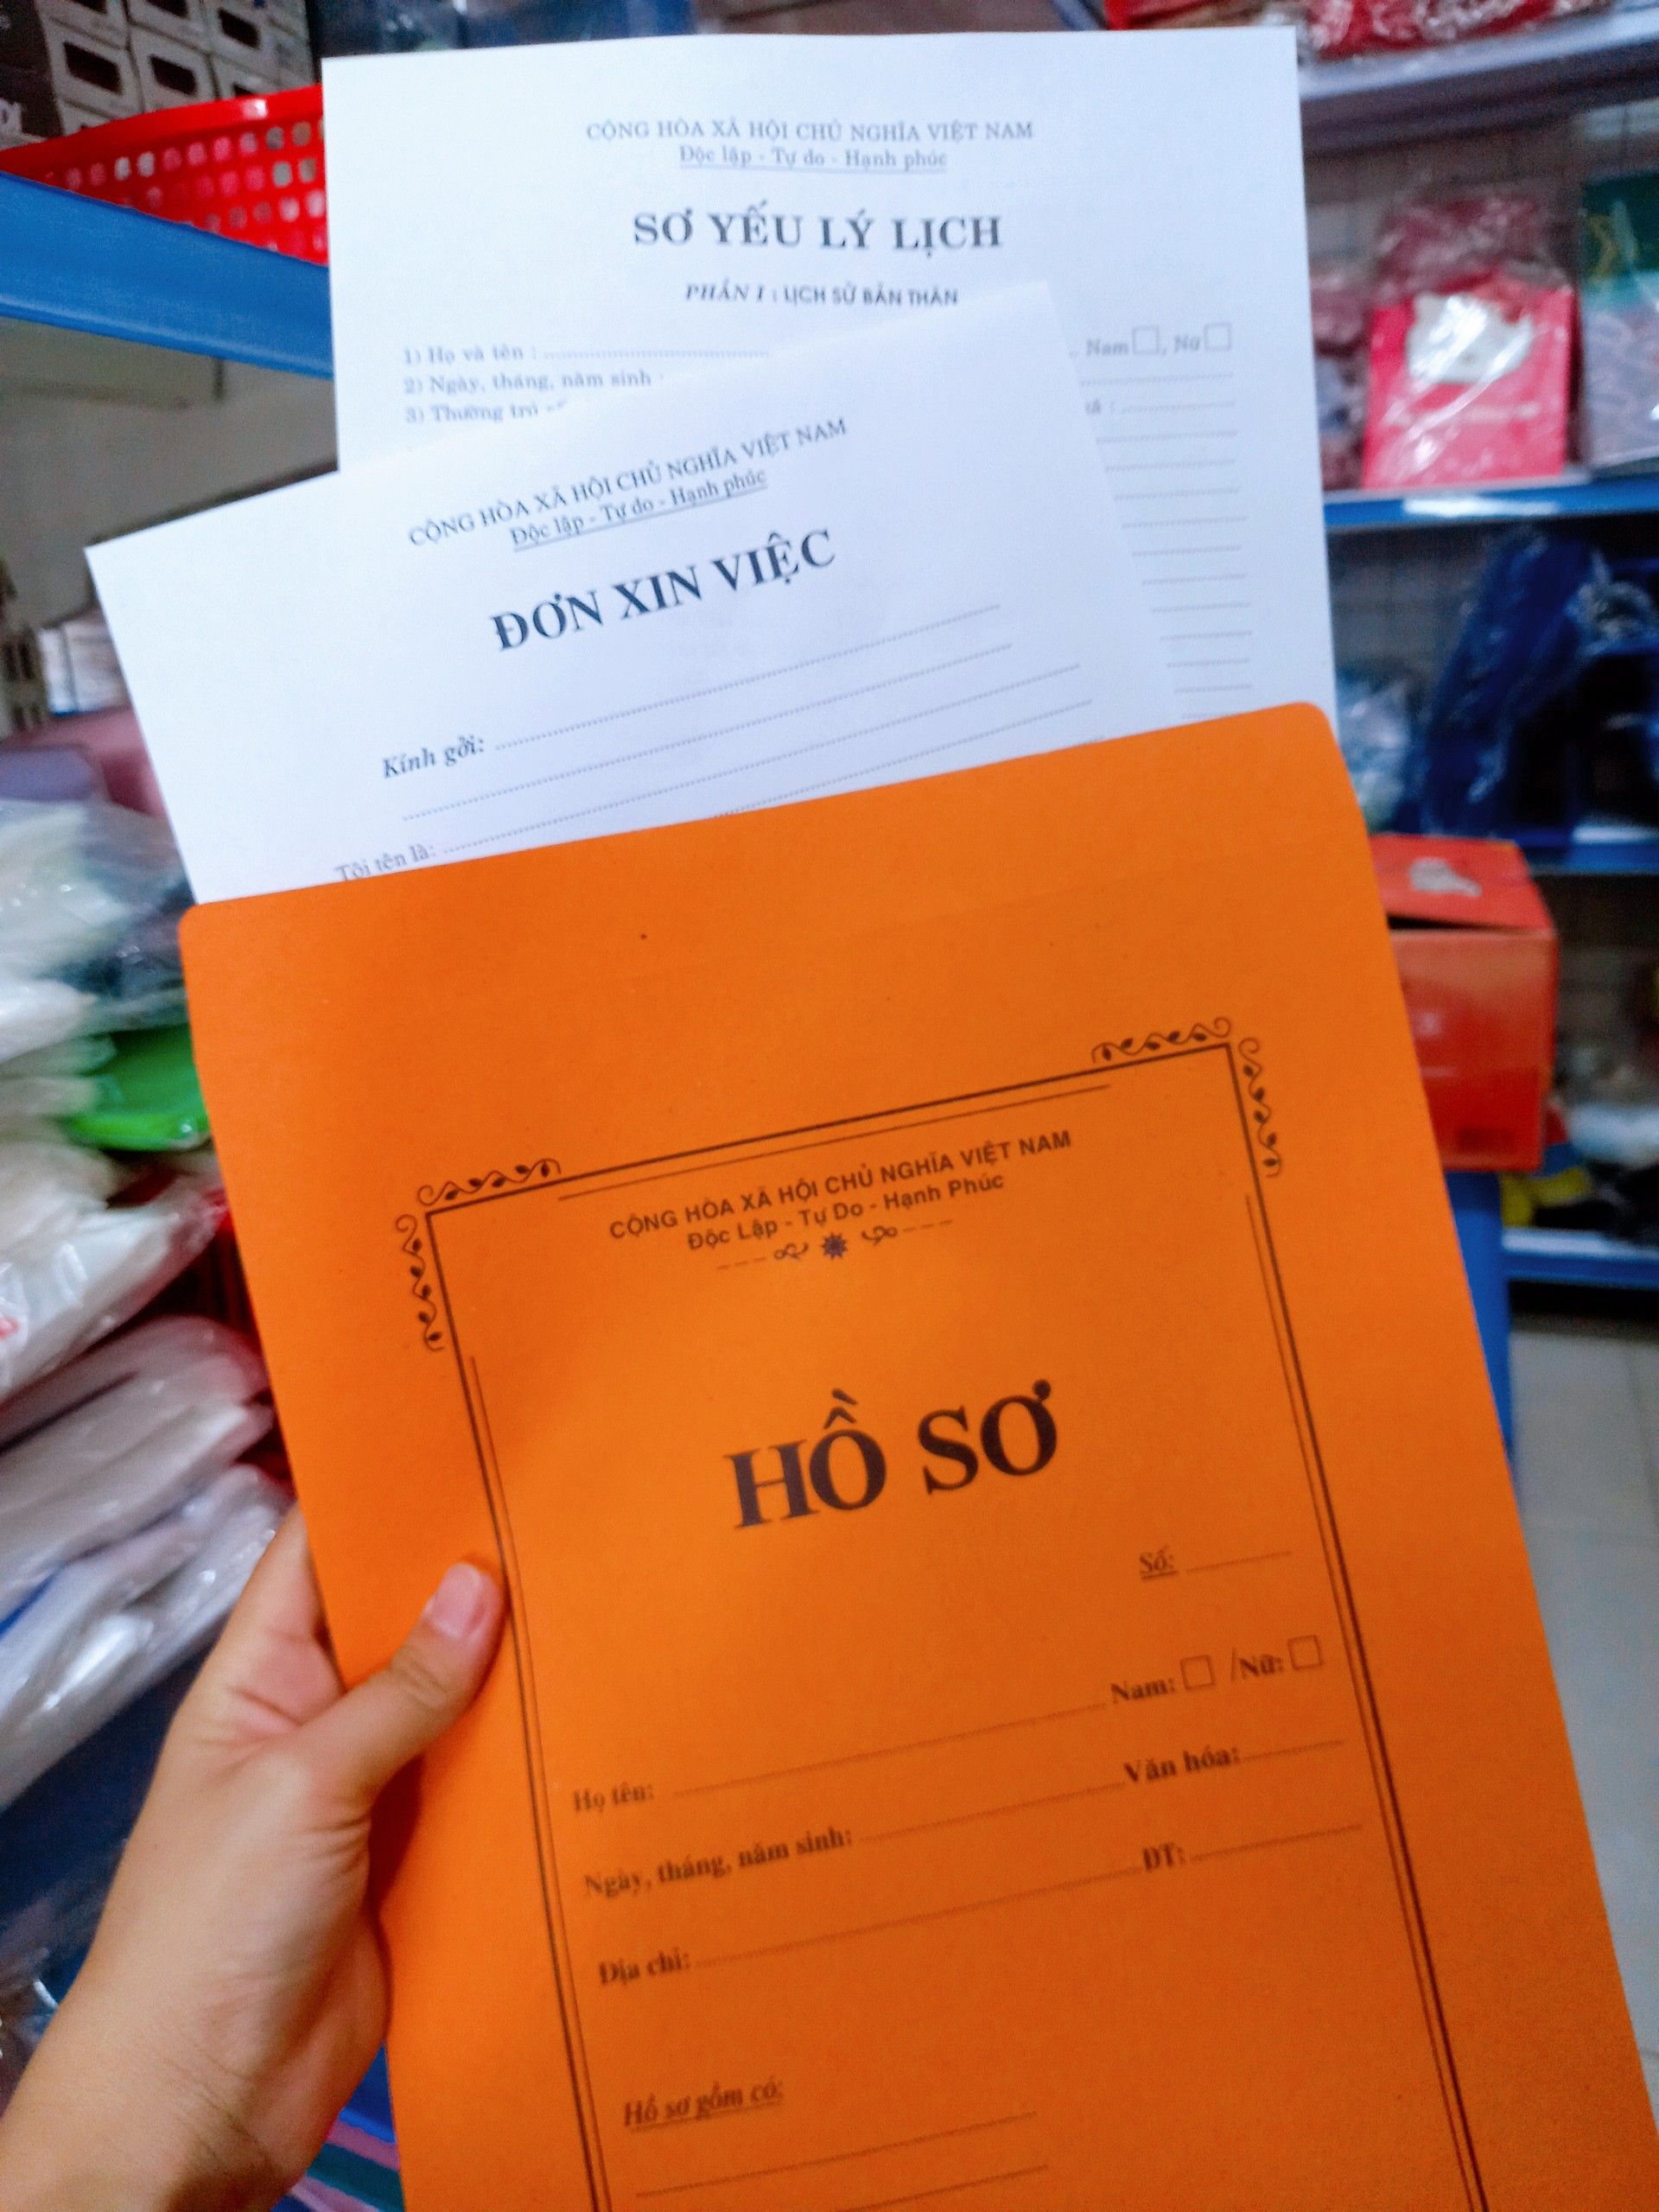 CỘNG HÒA XÃ HỘI CHỦ NGHĨA VIỆT NAM
Độc lập - Tự do - Hạnh phúc
SƠ YẾU LÝ LỊCH
PHẦN I : LỊCH SỬ BẢN THÂN
1) Họ và tên : Nam , Nữ
2) Ngày, tháng, năm sinh :
3) Thường trú
CỘNG HÒA XÃ HỘI CHỦ NGHĨA VIỆT NAM
Độc lập - Tự do - Hạnh phúc
ĐƠN XIN VIỆC
Kính gởi:
Tôi tên là:
CỘNG HÒA XÃ HỘI CHỦ NGHĨA VIỆT NAM
Độc Lập - Tự Do - Hạnh Phúc
HỒ SƠ
Số:
Họ tên: Nam: /Nữ:
Ngày, tháng, năm sinh: Văn hóa:
Địa chỉ: ĐT:
Hồ sơ gồm có: